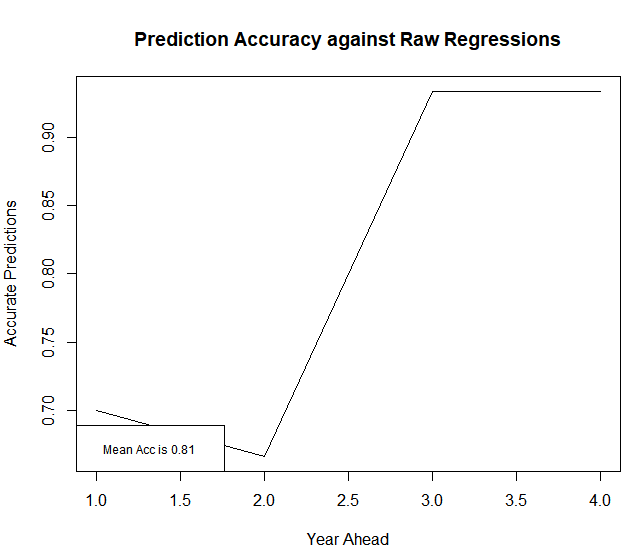 Prediction Accuracy against Raw Regressions
Accurate Predictions
0.90
0.85
0.80
0.75
0.70
Mean Acc is 0.81
1.0 1.5 2.0 2.5 3.0 3.5 4.0
Year Ahead